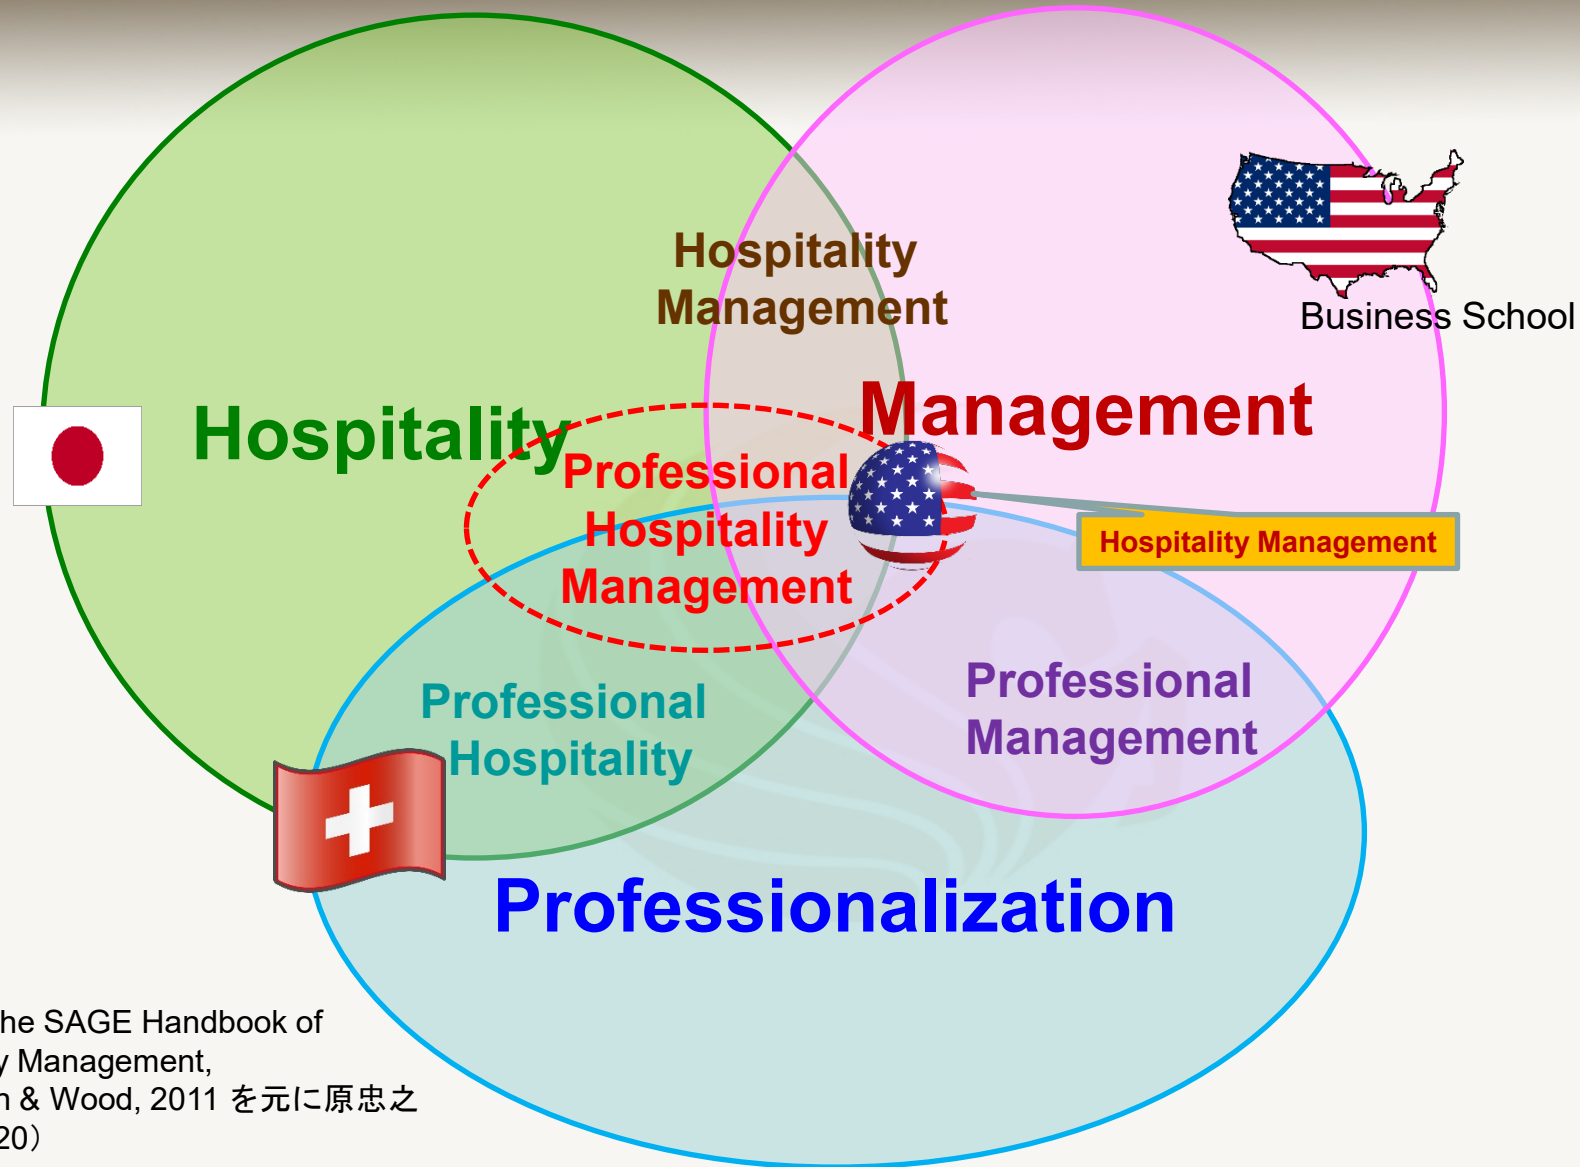 Hospitality
Management
Business School
Hospitality
Management
Professional
Hospitality
Management
Hospitality Management
Professional
Hospitality
Professional
Management
Professionalization
he SAGE Handbook of
y Management,
n & Wood, 2011 を元に原忠之
20）